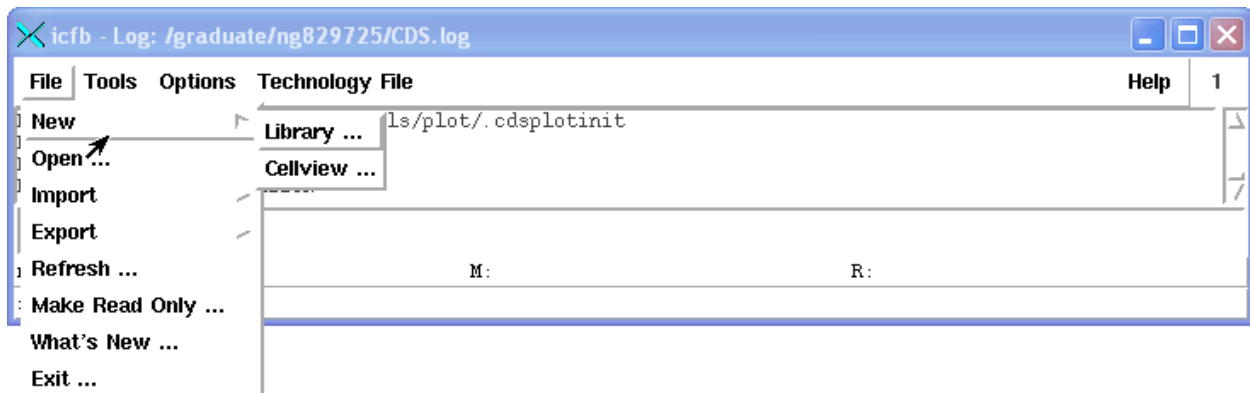 icfb - Log: /graduate/ng829725/CDS.log
File Tools Options Technology File Help 1
New
Library ...
ls/plot/.cdsplotinit
Open ...
Cellview ...
Import
Export
Refresh ...
M:
R:
Make Read Only ...
What's New ...
Exit ...